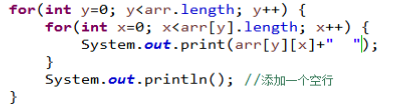 for(int y=0; y<arr.length; y++) {
    for(int x=0; x<arr[y].length; x++) {
        System.out.print(arr[y][x]+"  ");
    }
    System.out.println(); //添加一个空行
}